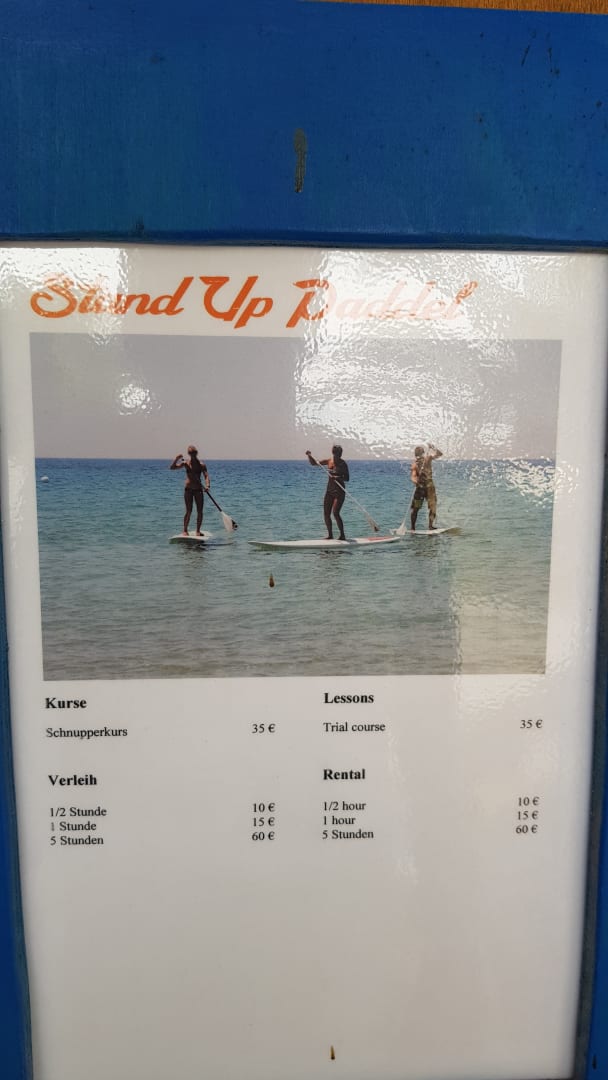 Stand Up Paddel
Kurse
Schnupperkurs 35 €
Verleih
1/2 Stunde 10 €
1 Stunde 15 €
5 Stunden 60 €
Lessons
Trial course 35 €
Rental
1/2 hour 10 €
1 hour 15 €
5 Stunden 60 €